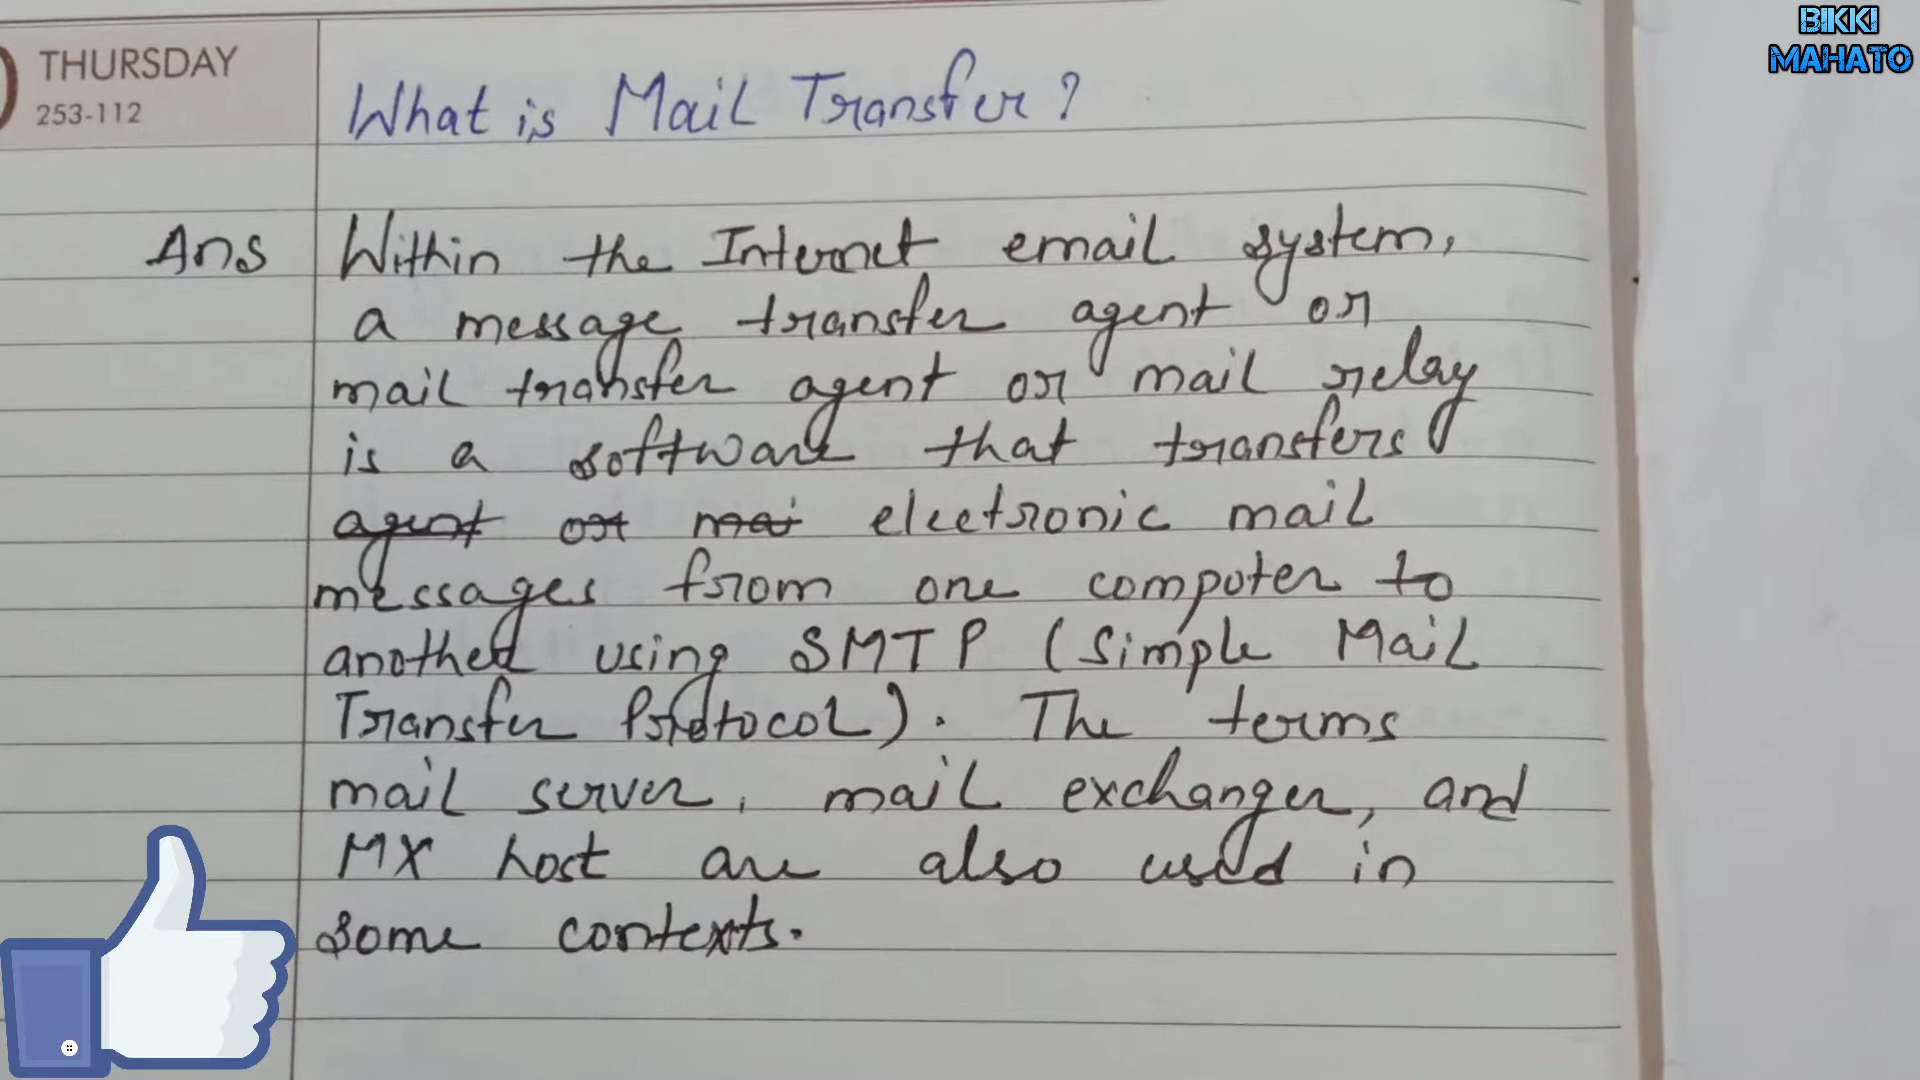 THURSDAY
253-112
BIKKI
MAHATO
What is Mail Transfer?
Ans Within the Internet email system,
a message transfer agent or
mail transfer agent or mail relay
is a software that transfers
agent or mai electronic mail
messages from one computer to
another using SMTP (Simple Mail
Transfer Protocol). The terms
mail server, mail exchanger, and
MX host are also used in
some contexts.